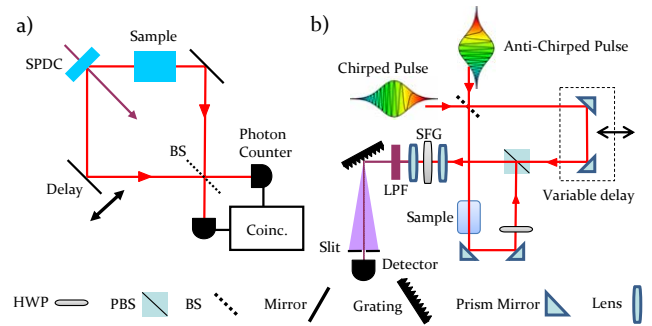 a)
Sample
SPDC
BS
Photon
Counter
Delay
Coinc.
b)
Anti-Chirped Pulse
Chirped Pulse
SFG
LPF
Variable delay
Sample
Slit
Detector
HWP
PBS
BS
Mirror
Grating
Prism Mirror
Lens